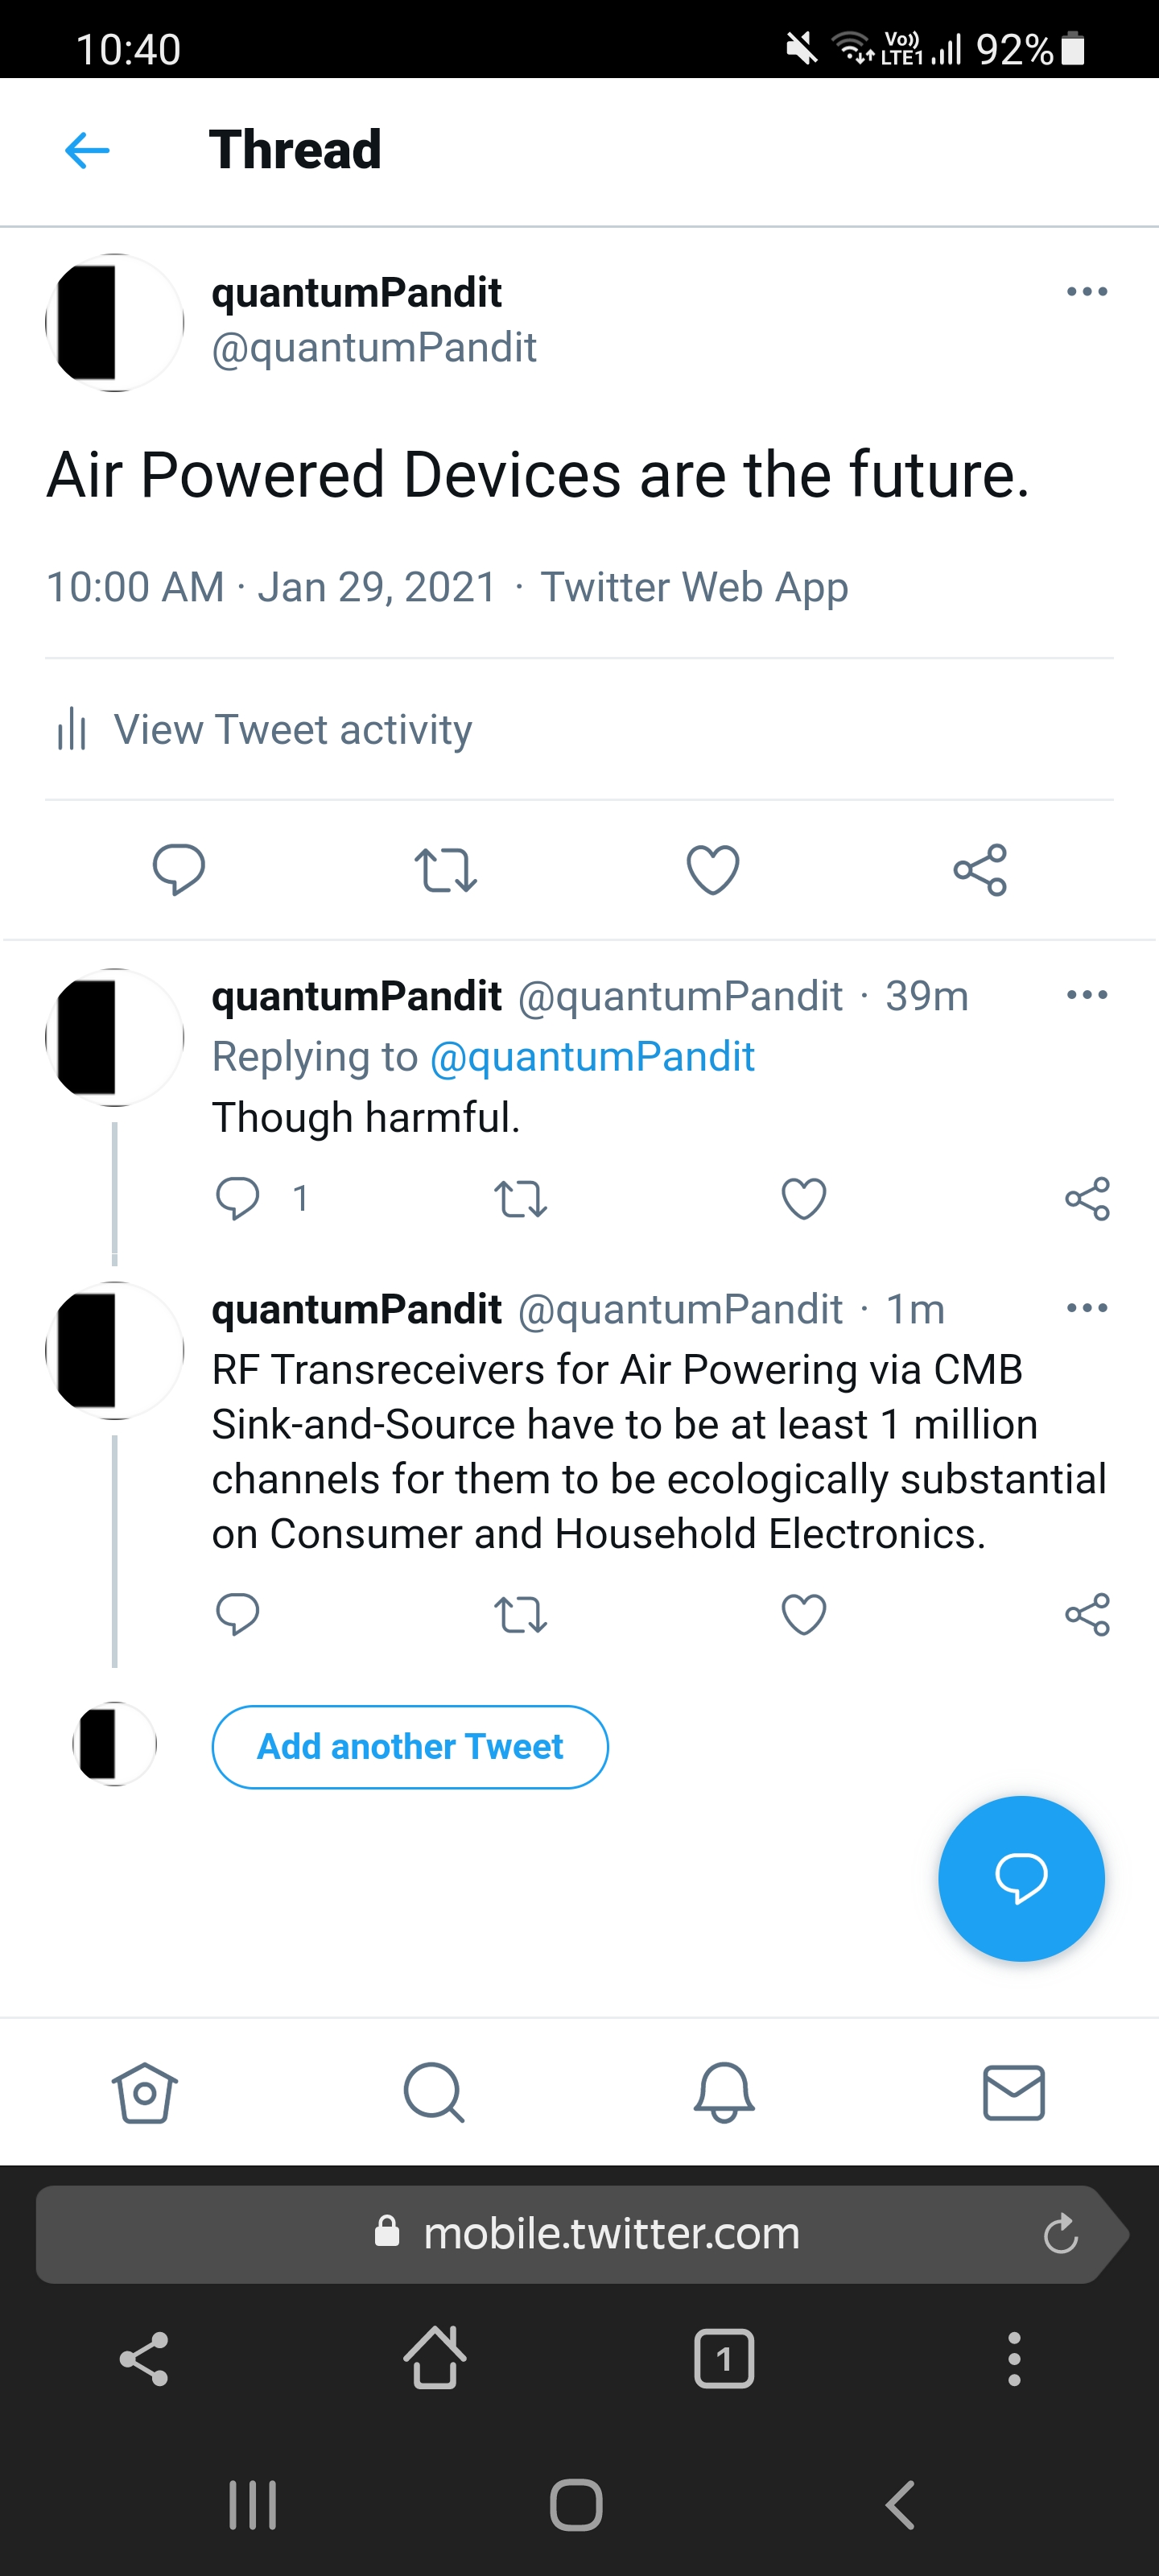 10:40
Vo)) LTE1 92%
Thread
quantumPandit
@quantumPandit
Air Powered Devices are the future.
10:00 AM · Jan 29, 2021 · Twitter Web App
View Tweet activity
quantumPandit @quantumPandit · 39m
Replying to @quantumPandit
Though harmful.
1
quantumPandit @quantumPandit · 1m
RF Transreceivers for Air Powering via CMB
Sink-and-Source have to be at least 1 million
channels for them to be ecologically substantial
on Consumer and Household Electronics.
Add another Tweet
mobile.twitter.com
1